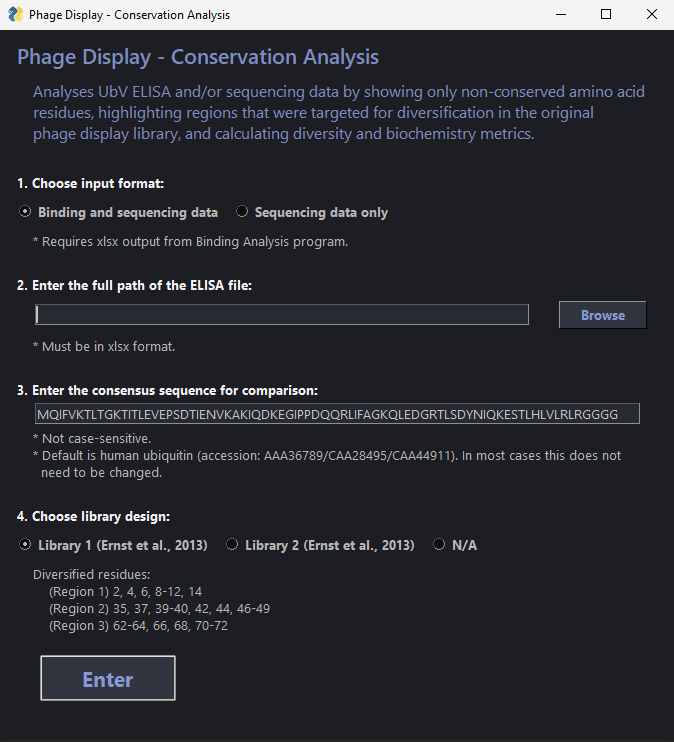 Phage Display - Conservation Analysis
Phage Display - Conservation Analysis
Analyses UbV ELISA and/or sequencing data by showing only non-conserved amino acid
residues, highlighting regions that were targeted for diversification in the original
phage display library, and calculating diversity and biochemistry metrics.
1. Choose input format:
Binding and sequencing data Sequencing data only
* Requires xlsx output from Binding Analysis program.
2. Enter the full path of the ELISA file:
Browse
* Must be in xlsx format.
3. Enter the consensus sequence for comparison:
MQIFVKTLTGKTITLEVEPSDTIENVKAKIQDKEGIPPDQQRLIFAGKQLEDGRTLSDYNIQKESTLHLVLRLRGGGG
* Not case-sensitive.
* Default is human ubiquitin (accession: AAA36789/CAA28495/CAA44911). In most cases this does not
need to be changed.
4. Choose library design:
Library 1 (Ernst et al., 2013) Library 2 (Ernst et al., 2013) N/A
Diversified residues:
(Region 1) 2, 4, 6, 8-12, 14
(Region 2) 35, 37, 39-40, 42, 44, 46-49
(Region 3) 62-64, 66, 68, 70-72
Enter